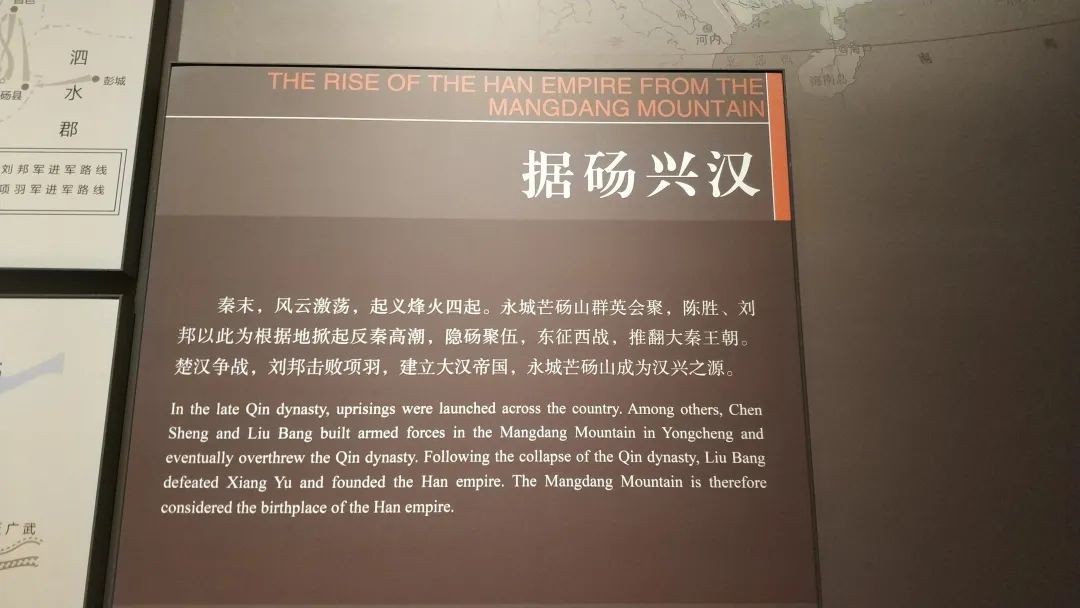 泗
彭城
水
砀县
郡
刘邦军进军路线
项羽军进军路线
广武
河内
THE RISE OF THE HAN EMPIRE FROM THE
MANGDANG MOUNTAIN
据砀兴汉
秦末，风云激荡，起义烽火四起。永城芒砀山群英会聚，陈胜、刘
邦以此为根据地掀起反秦高潮，隐砀聚伍，东征西战，推翻大秦王朝。
楚汉争战，刘邦击败项羽，建立大汉帝国，永城芒砀山成为汉兴之源。
In the late Qin dynasty, uprisings were launched across the country. Among others, Chen
Sheng and Liu Bang built armed forces in the Mangdang Mountain in Yongcheng and
eventually overthrew the Qin dynasty. Following the collapse of the Qin dynasty, Liu Bang
defeated Xiang Yu and founded the Han empire. The Mangdang Mountain is therefore
considered the birthplace of the Han empire.